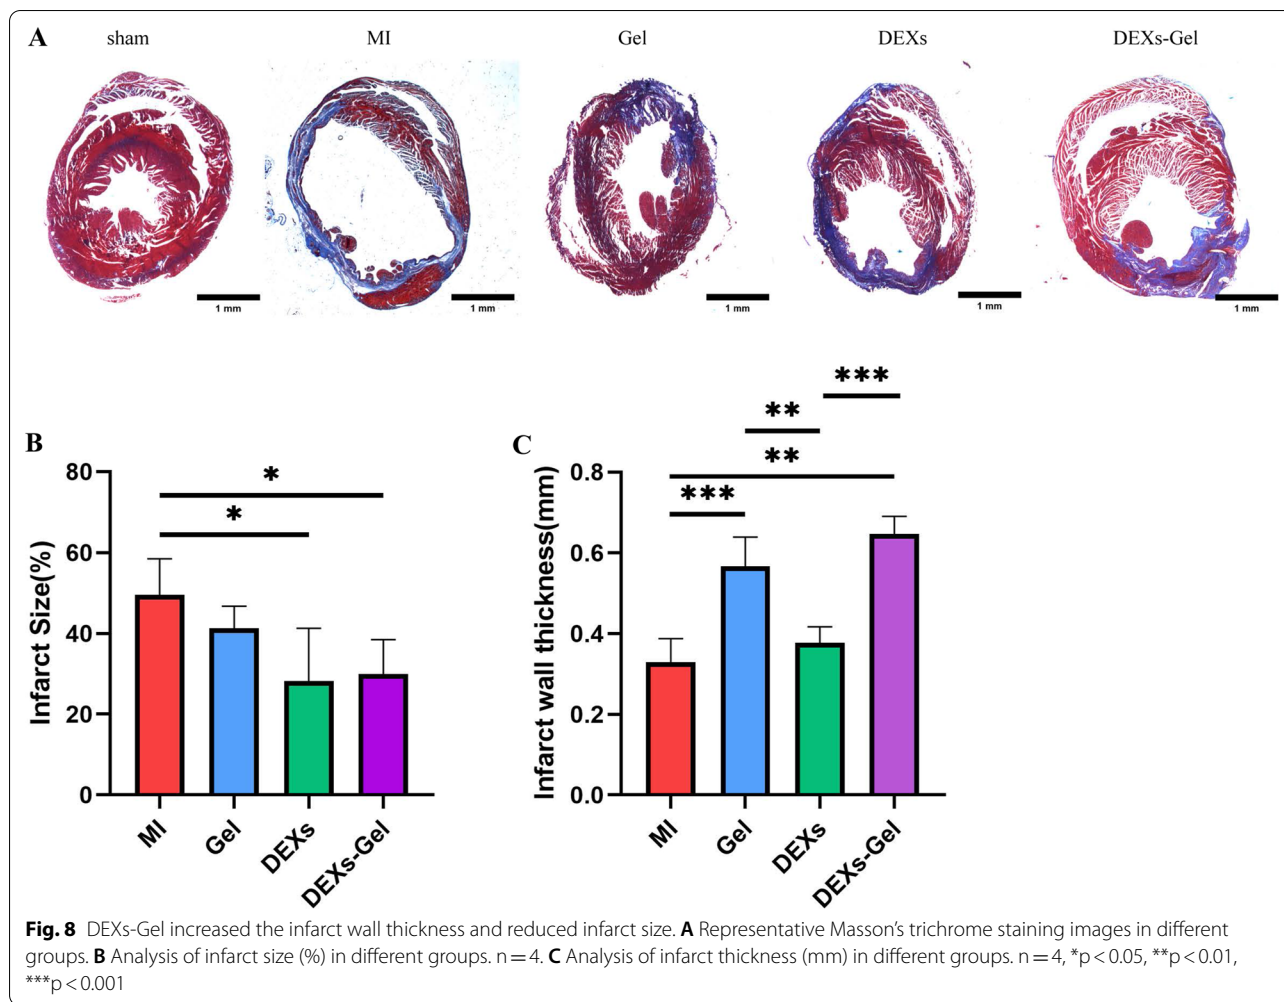 A
sham
MI
Gel
DEXs
DEXs-Gel
1 mm
1 mm
1 mm
1 mm
1 mm
B
Infarct Size(%)
80
60
40
20
0
*
*
MI
Gel
DEXs
DEXs-Gel
C
Infarct wall thickness(mm)
0.8
0.6
0.4
0.2
0.0
***
**
**
***
MI
Gel
DEXs
DEXs-Gel
Fig. 8 DEXs-Gel increased the infarct wall thickness and reduced infarct size. A Representative Masson’s trichrome staining images in different
groups. B Analysis of infarct size (%) in different groups. n = 4. C Analysis of infarct thickness (mm) in different groups. n = 4, *p < 0.05, **p < 0.01,
***p < 0.001